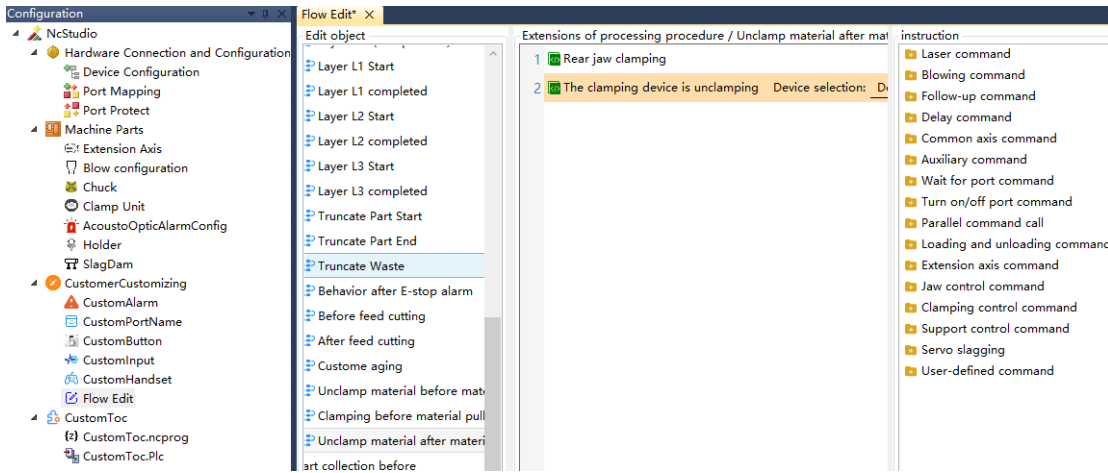 Configuration
NcStudio
Hardware Connection and Configuration
Device Configuration
Port Mapping
Port Protect
Machine Parts
Extension Axis
Blow configuration
Chuck
Clamp Unit
AcoustoOpticAlarmConfig
Holder
SlagDam
CustomerCustomizing
CustomAlarm
CustomPortName
CustomButton
CustomInput
CustomHandset
Flow Edit
CustomToc
CustomToc.ncprog
CustomToc.Plc
Flow Edit*
Edit object
Layer L1 Start
Layer L1 completed
Layer L2 Start
Layer L2 completed
Layer L3 Start
Layer L3 completed
Truncate Part Start
Truncate Part End
Truncate Waste
Behavior after E-stop alarm
Before feed cutting
After feed cutting
Custome aging
Unclamp material before mate
Clamping before material pull
Unclamp material after materi
art collection before
Extensions of processing procedure / Unclamp material after mat
1 Rear jaw clamping
2 The clamping device is unclamping Device selection: De
instruction
Laser command
Blowing command
Follow-up command
Delay command
Common axis command
Auxiliary command
Wait for port command
Turn on/off port command
Parallel command call
Loading and unloading command
Extension axis command
Jaw control command
Clamping control command
Support control command
Servo slagging
User-defined command